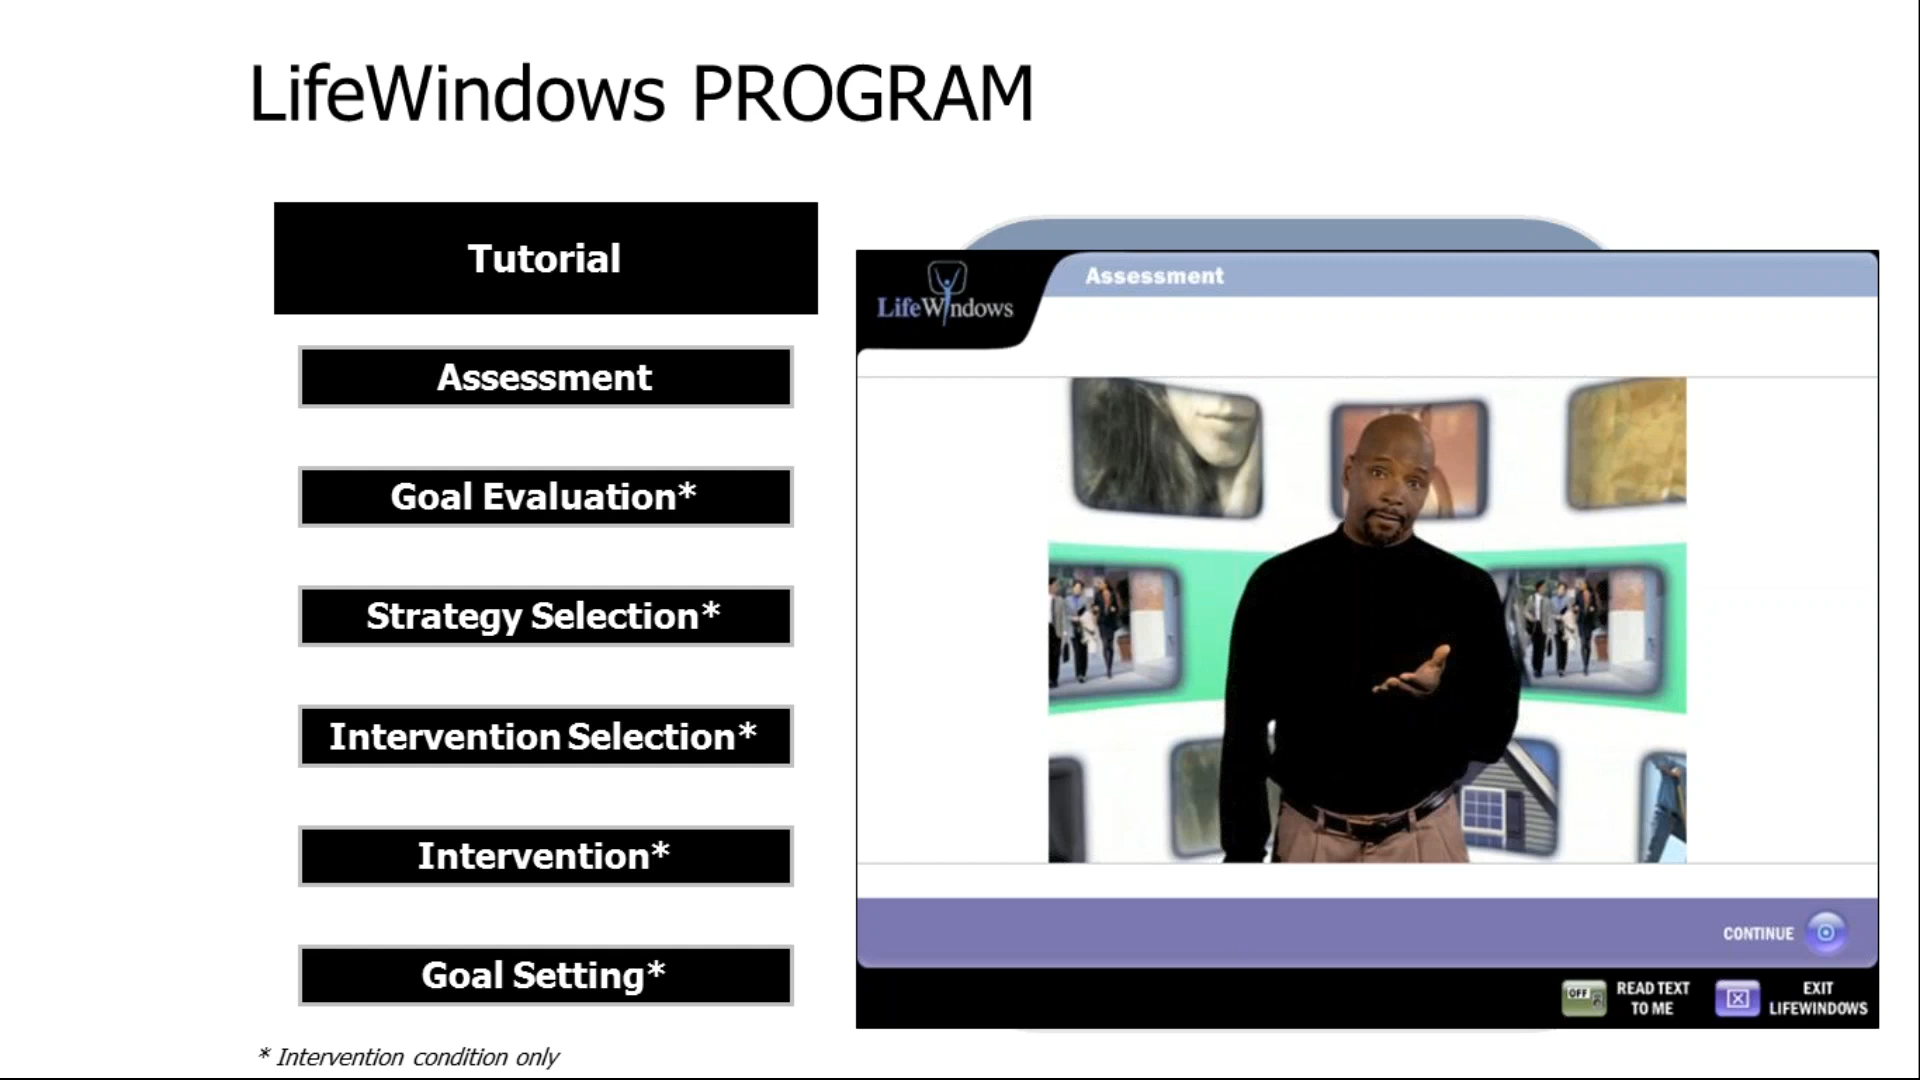 LifeWindows PROGRAM
Tutorial
Assessment
Goal Evaluation*
Strategy Selection*
Intervention Selection*
Intervention*
Goal Setting*
* Intervention condition only
LifeWindows
Assessment
CONTINUE
OFF
READ TEXT
TO ME
EXIT
LIFEWINDOWS